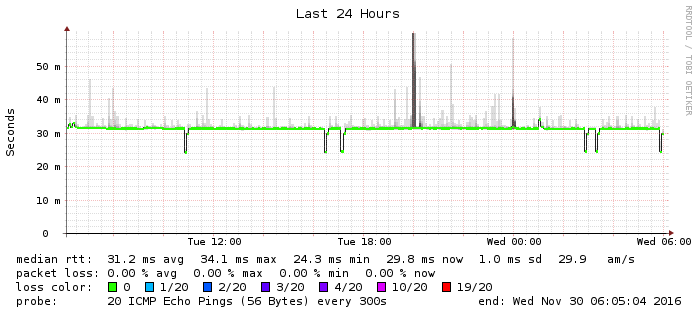 Last 24 Hours
RRDTOOL / TOBI OETIKER
Seconds
50 m
40 m
30 m
20 m
10 m
0
Tue 12:00 Tue 18:00 Wed 00:00 Wed 06:00
median rtt: 31.2 ms avg 34.1 ms max 24.3 ms min 29.8 ms now 1.0 ms sd 29.9 am/s
packet loss: 0.00 % avg 0.00 % max 0.00 % min 0.00 % now
loss color: 0 1/20 2/20 3/20 4/20 10/20 19/20
probe: 20 ICMP Echo Pings (56 Bytes) every 300s end: Wed Nov 30 06:05:04 2016